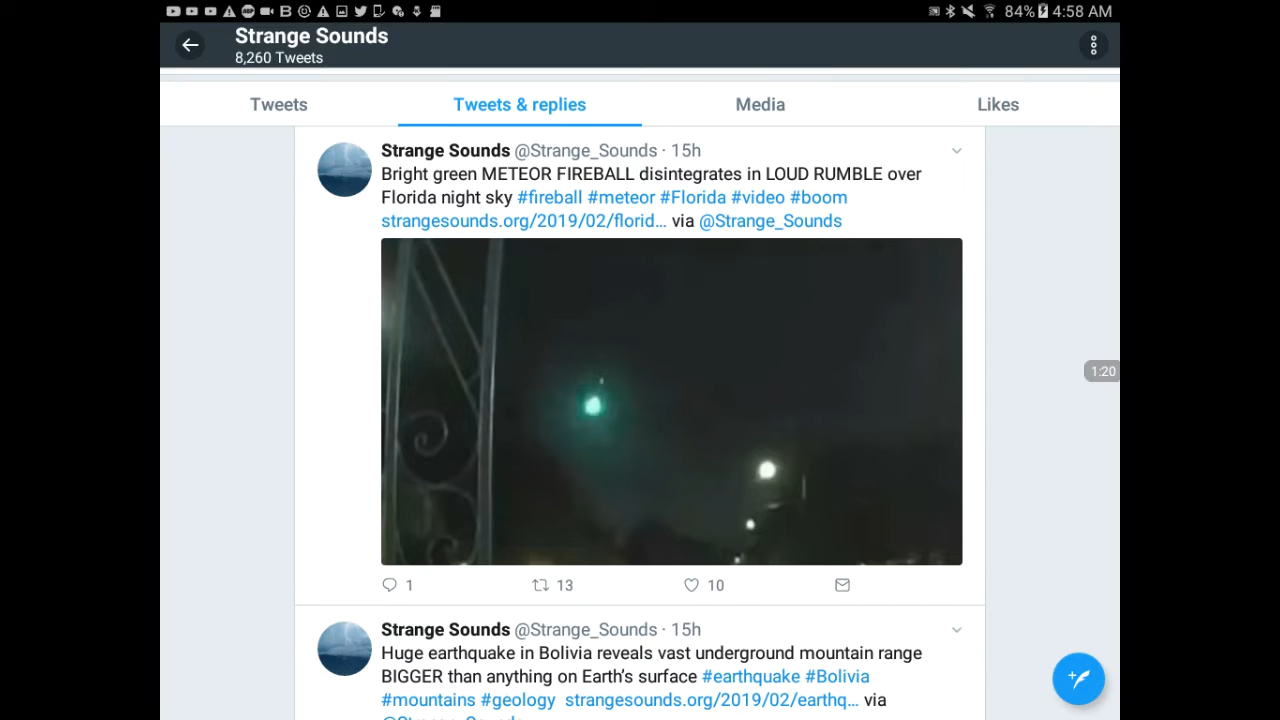 84% 4:58 AM
Strange Sounds
8,260 Tweets
Tweets
Tweets & replies
Media
Likes
Strange Sounds @Strange_Sounds · 15h
Bright green METEOR FIREBALL disintegrates in LOUD RUMBLE over
Florida night sky #fireball #meteor #Florida #video #boom
strangesounds.org/2019/02/florid... via @Strange_Sounds
1:20
1
13
10
Strange Sounds @Strange_Sounds · 15h
Huge earthquake in Bolivia reveals vast underground mountain range
BIGGER than anything on Earth's surface #earthquake #Bolivia
#mountains #geology strangesounds.org/2019/02/earthq... via